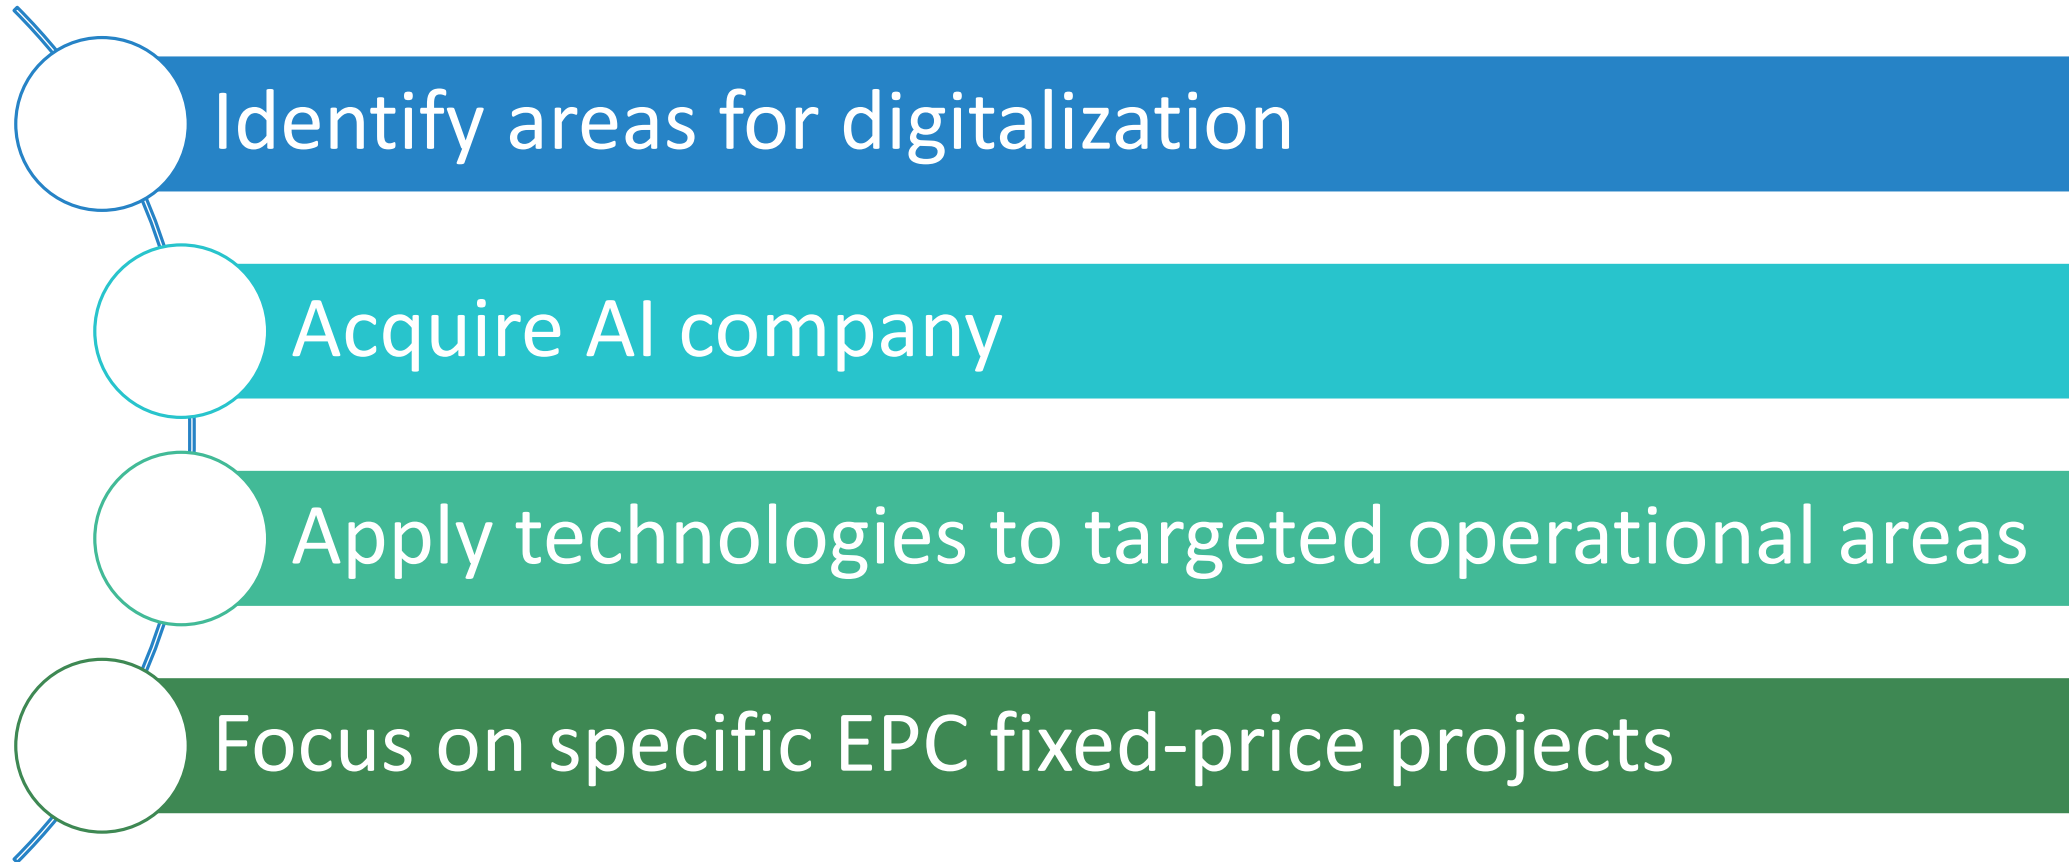 Identify areas for digitalization
Acquire AI company
Apply technologies to targeted operational areas
Focus on specific EPC fixed-price projects